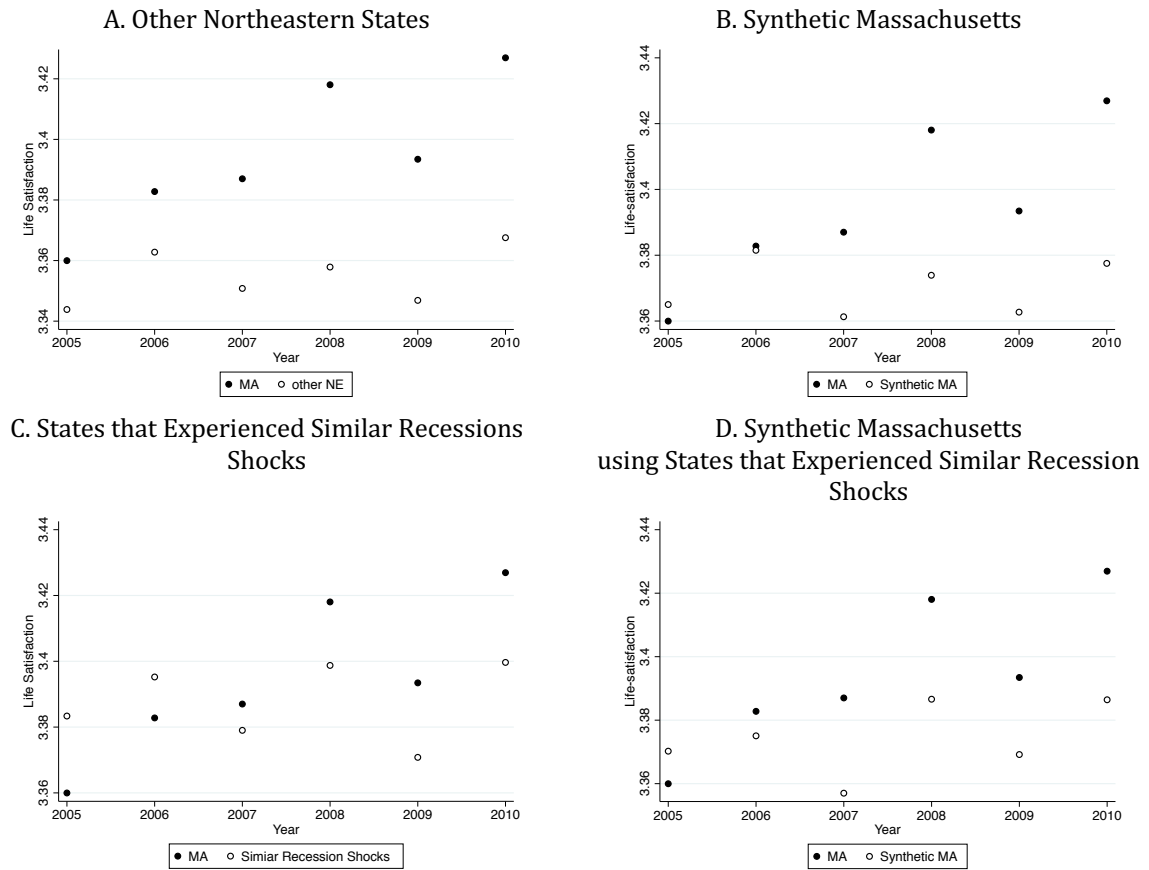 A. Other Northeastern States
3.42
3.4
3.38
3.36
3.34
Life Satisfaction
2005 2006 2007 2008 2009 2010
Year
MA other NE
B. Synthetic Massachusetts
3.44
3.42
3.4
3.38
3.36
Life-satisfaction
2005 2006 2007 2008 2009 2010
Year
MA Synthetic MA
C. States that Experienced Similar Recessions
Shocks
3.44
3.42
3.4
3.38
3.36
Life Satisfaction
2005 2006 2007 2008 2009 2010
Year
MA Simiar Recession Shocks
D. Synthetic Massachusetts
using States that Experienced Similar Recession
Shocks
3.44
3.42
3.4
3.38
3.36
Life-satisfaction
2005 2006 2007 2008 2009 2010
Year
MA Synthetic MA